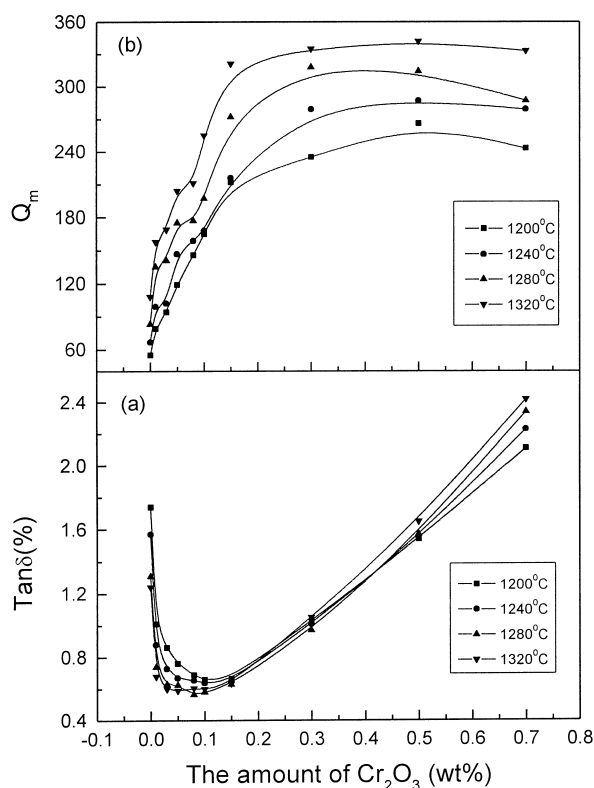 (b)
360
300
240
180
120
60
Qm
1200⁰C
1240⁰C
1280⁰C
1320⁰C
(a)
2.4
2.0
1.6
1.2
0.8
0.4
Tanδ(%)
1200⁰C
1240⁰C
1280⁰C
1320⁰C
-0.1 0.0 0.1 0.2 0.3 0.4 0.5 0.6 0.7 0.8
The amount of Cr₂O₃ (wt%)